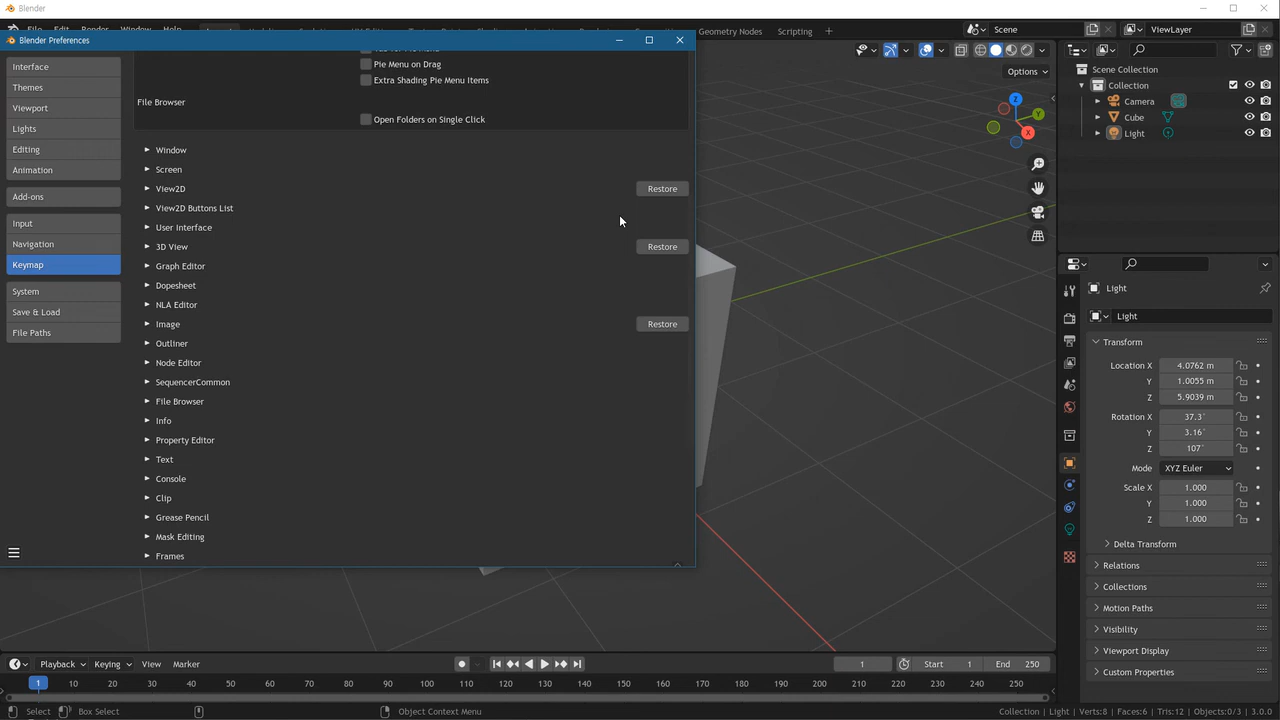 Blender
File Edit Render Window
Geometry Nodes Scripting
Scene ViewLayer
Blender Preferences
Interface
Themes
Viewport
Lights
Editing
Animation
Add-ons
Input
Navigation
Keymap
System
Save & Load
File Paths
Pie Menu on Drag
Extra Shading Pie Menu Items
File Browser
Open Folders on Single Click
Window
Screen
View2D Restore
View2D Buttons List
User Interface
3D View Restore
Graph Editor
Dopesheet
NLA Editor
Image Restore
Outliner
Node Editor
SequencerCommon
File Browser
Info
Property Editor
Text
Console
Clip
Grease Pencil
Mask Editing
Frames
Options
Z
Y
X
Scene Collection
Collection
Camera
Cube
Light
Light
Light
Transform
Location X 4.0762 m
Y 1.0055 m
Z 5.9039 m
Rotation X 37.3°
Y 3.16°
Z 107°
Mode XYZ Euler
Scale X 1.000
Y 1.000
Z 1.000
Delta Transform
Relations
Collections
Motion Paths
Visibility
Viewport Display
Custom Properties
Playback Keying View Marker 1 Start 1 End 250
1 10 20 30 40 50 60 70 80 90 100 110 120 130 140 150 160 170 180 190 200 210 220 230 240 250
Select Box Select Object Context Menu Collection | Light | Verts:8 | Faces:6 | Tris:12 | Objects:0/3 | 3.0.0